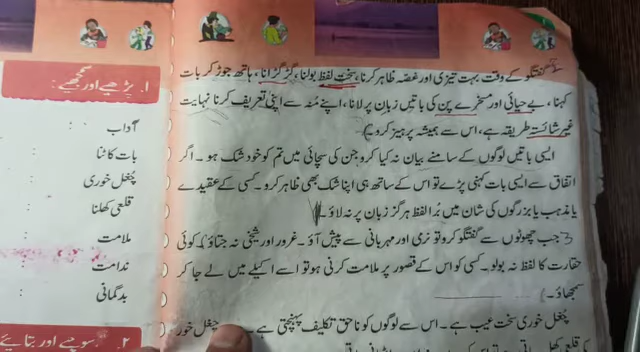 گفتگو کے وقت بہت تیزی اور غصہ ظاہر کرنا، سخت لفظ بولنا، گڑگڑانا، ہاتھ جوڑ کر بات
کہنا، بے حیائی اور مسخرے پن کی باتیں زبان پر لانا، اپنے منہ سے اپنی تعریف کرنا نہایت
غیر شائستہ طریقہ ہے، اس سے ہمیشہ پرہیز کرو۔
ایسی باتیں لوگوں کے سامنے بیان نہ کیا کرو جن کی سچائی میں تم کو خود شک ہو۔ اگر
اتفاق سے ایسی بات کہنی پڑے تو اس کے ساتھ ہی اپنا شک بھی ظاہر کرو۔ کسی کے عقیدے
یا مذہب یا بزرگوں کی شان میں بُرا لفظ ہرگز زبان پر نہ لاؤ۔
جب چھوٹوں سے گفتگو کرو تو نرمی اور مہربانی سے پیش آؤ۔ غرور اور شیخی نہ جتاؤ۔ کوئی
حقارت کا لفظ نہ بولو۔ کسی کو اس کے قصور پر ملامت کرنی ہو تو اسے اکیلے میں لے جا کر
سمجھاؤ۔
چُغل خوری سخت عیب ہے۔ اس سے لوگوں کو ناحق تکلیف پہنچتی ہے۔ چغل خور
۱. پڑھیے اور سمجھیے
آداب :
بات کاٹنا :
چُغل خوری :
قلعی کھلنا :
ملامت :
ندامت :
بدگمانی :
۲. سوچیے اور بتایئے